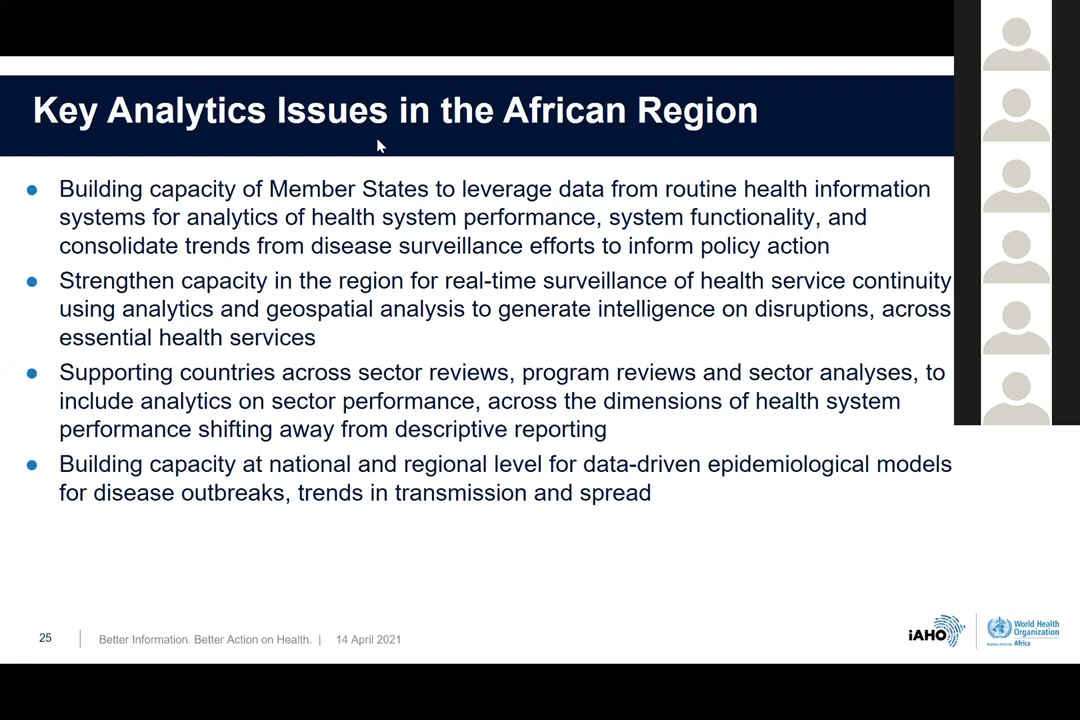 Key Analytics Issues in the African Region
● Building capacity of Member States to leverage data from routine health information
systems for analytics of health system performance, system functionality, and
consolidate trends from disease surveillance efforts to inform policy action
● Strengthen capacity in the region for real-time surveillance of health service continuity
using analytics and geospatial analysis to generate intelligence on disruptions, across
essential health services
● Supporting countries across sector reviews, program reviews and sector analyses, to
include analytics on sector performance, across the dimensions of health system
performance shifting away from descriptive reporting
● Building capacity at national and regional level for data-driven epidemiological models
for disease outbreaks, trends in transmission and spread
25
Better Information. Better Action on Health. | 14 April 2021
iAHO
World Health
Organization
Africa